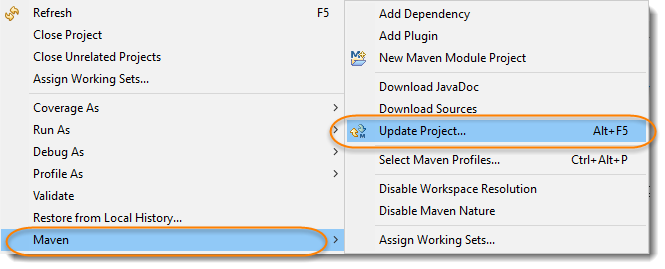 Refresh F5
Close Project
Close Unrelated Projects
Assign Working Sets...
Coverage As
Run As
Debug As
Profile As
Validate
Restore from Local History...
Maven
Add Dependency
Add Plugin
New Maven Module Project
Download JavaDoc
Download Sources
Update Project... Alt+F5
Select Maven Profiles... Ctrl+Alt+P
Disable Workspace Resolution
Disable Maven Nature
Assign Working Sets...